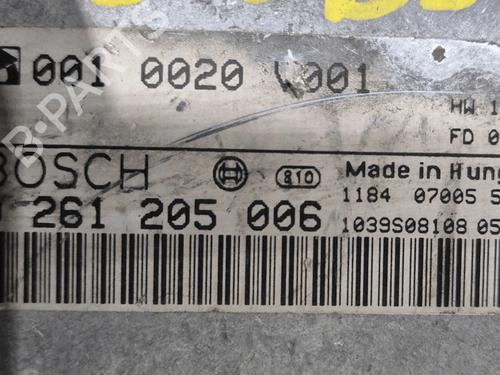 001 0020 V001
HW 1
FD 0
BOSCH
810
Made in Hung
261 205 006
1184 07005 5
1039S08108 05
B-PARTS